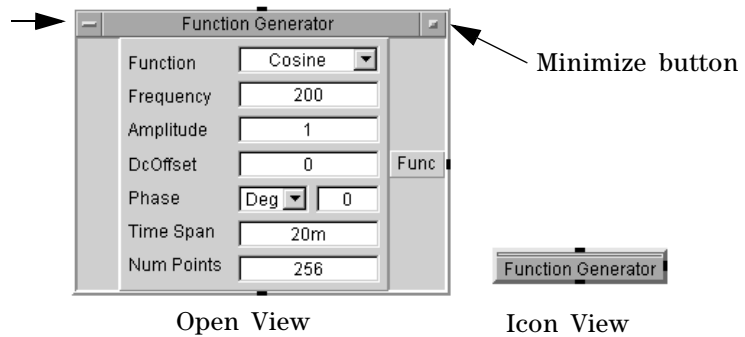 Function Generator
Minimize button
Function Cosine
Frequency 200
Amplitude 1
DcOffset 0 Func
Phase Deg 0
Time Span 20m
Num Points 256
Function Generator
Open View Icon View